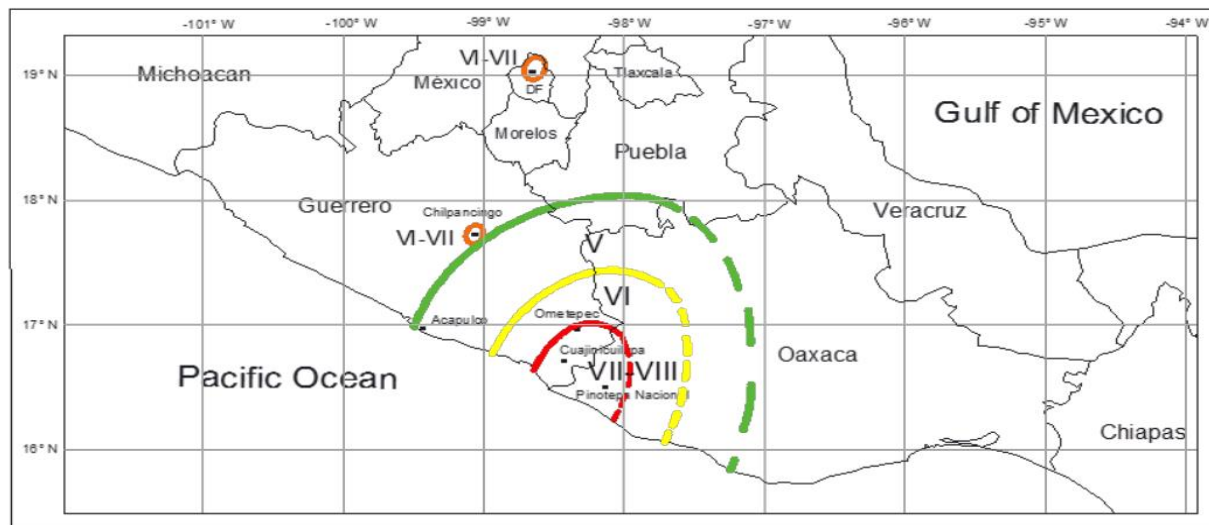 -101° W -100° W -99° W -98° W -97° W -96° W -95° W -94° W
19° N
Michoacan
México
VI-VII
DF
Tlaxcala
Gulf of Mexico
Morelos
Puebla
18° N
Guerrero
Chilpancingo
Veracruz
VI-VII
V
VI
17° N
Acapulco
Ometepec
Cuajinicuilapa
Oaxaca
Pacific Ocean
VII-VIII
Pinotepa Nacional
16° N
Chiapas